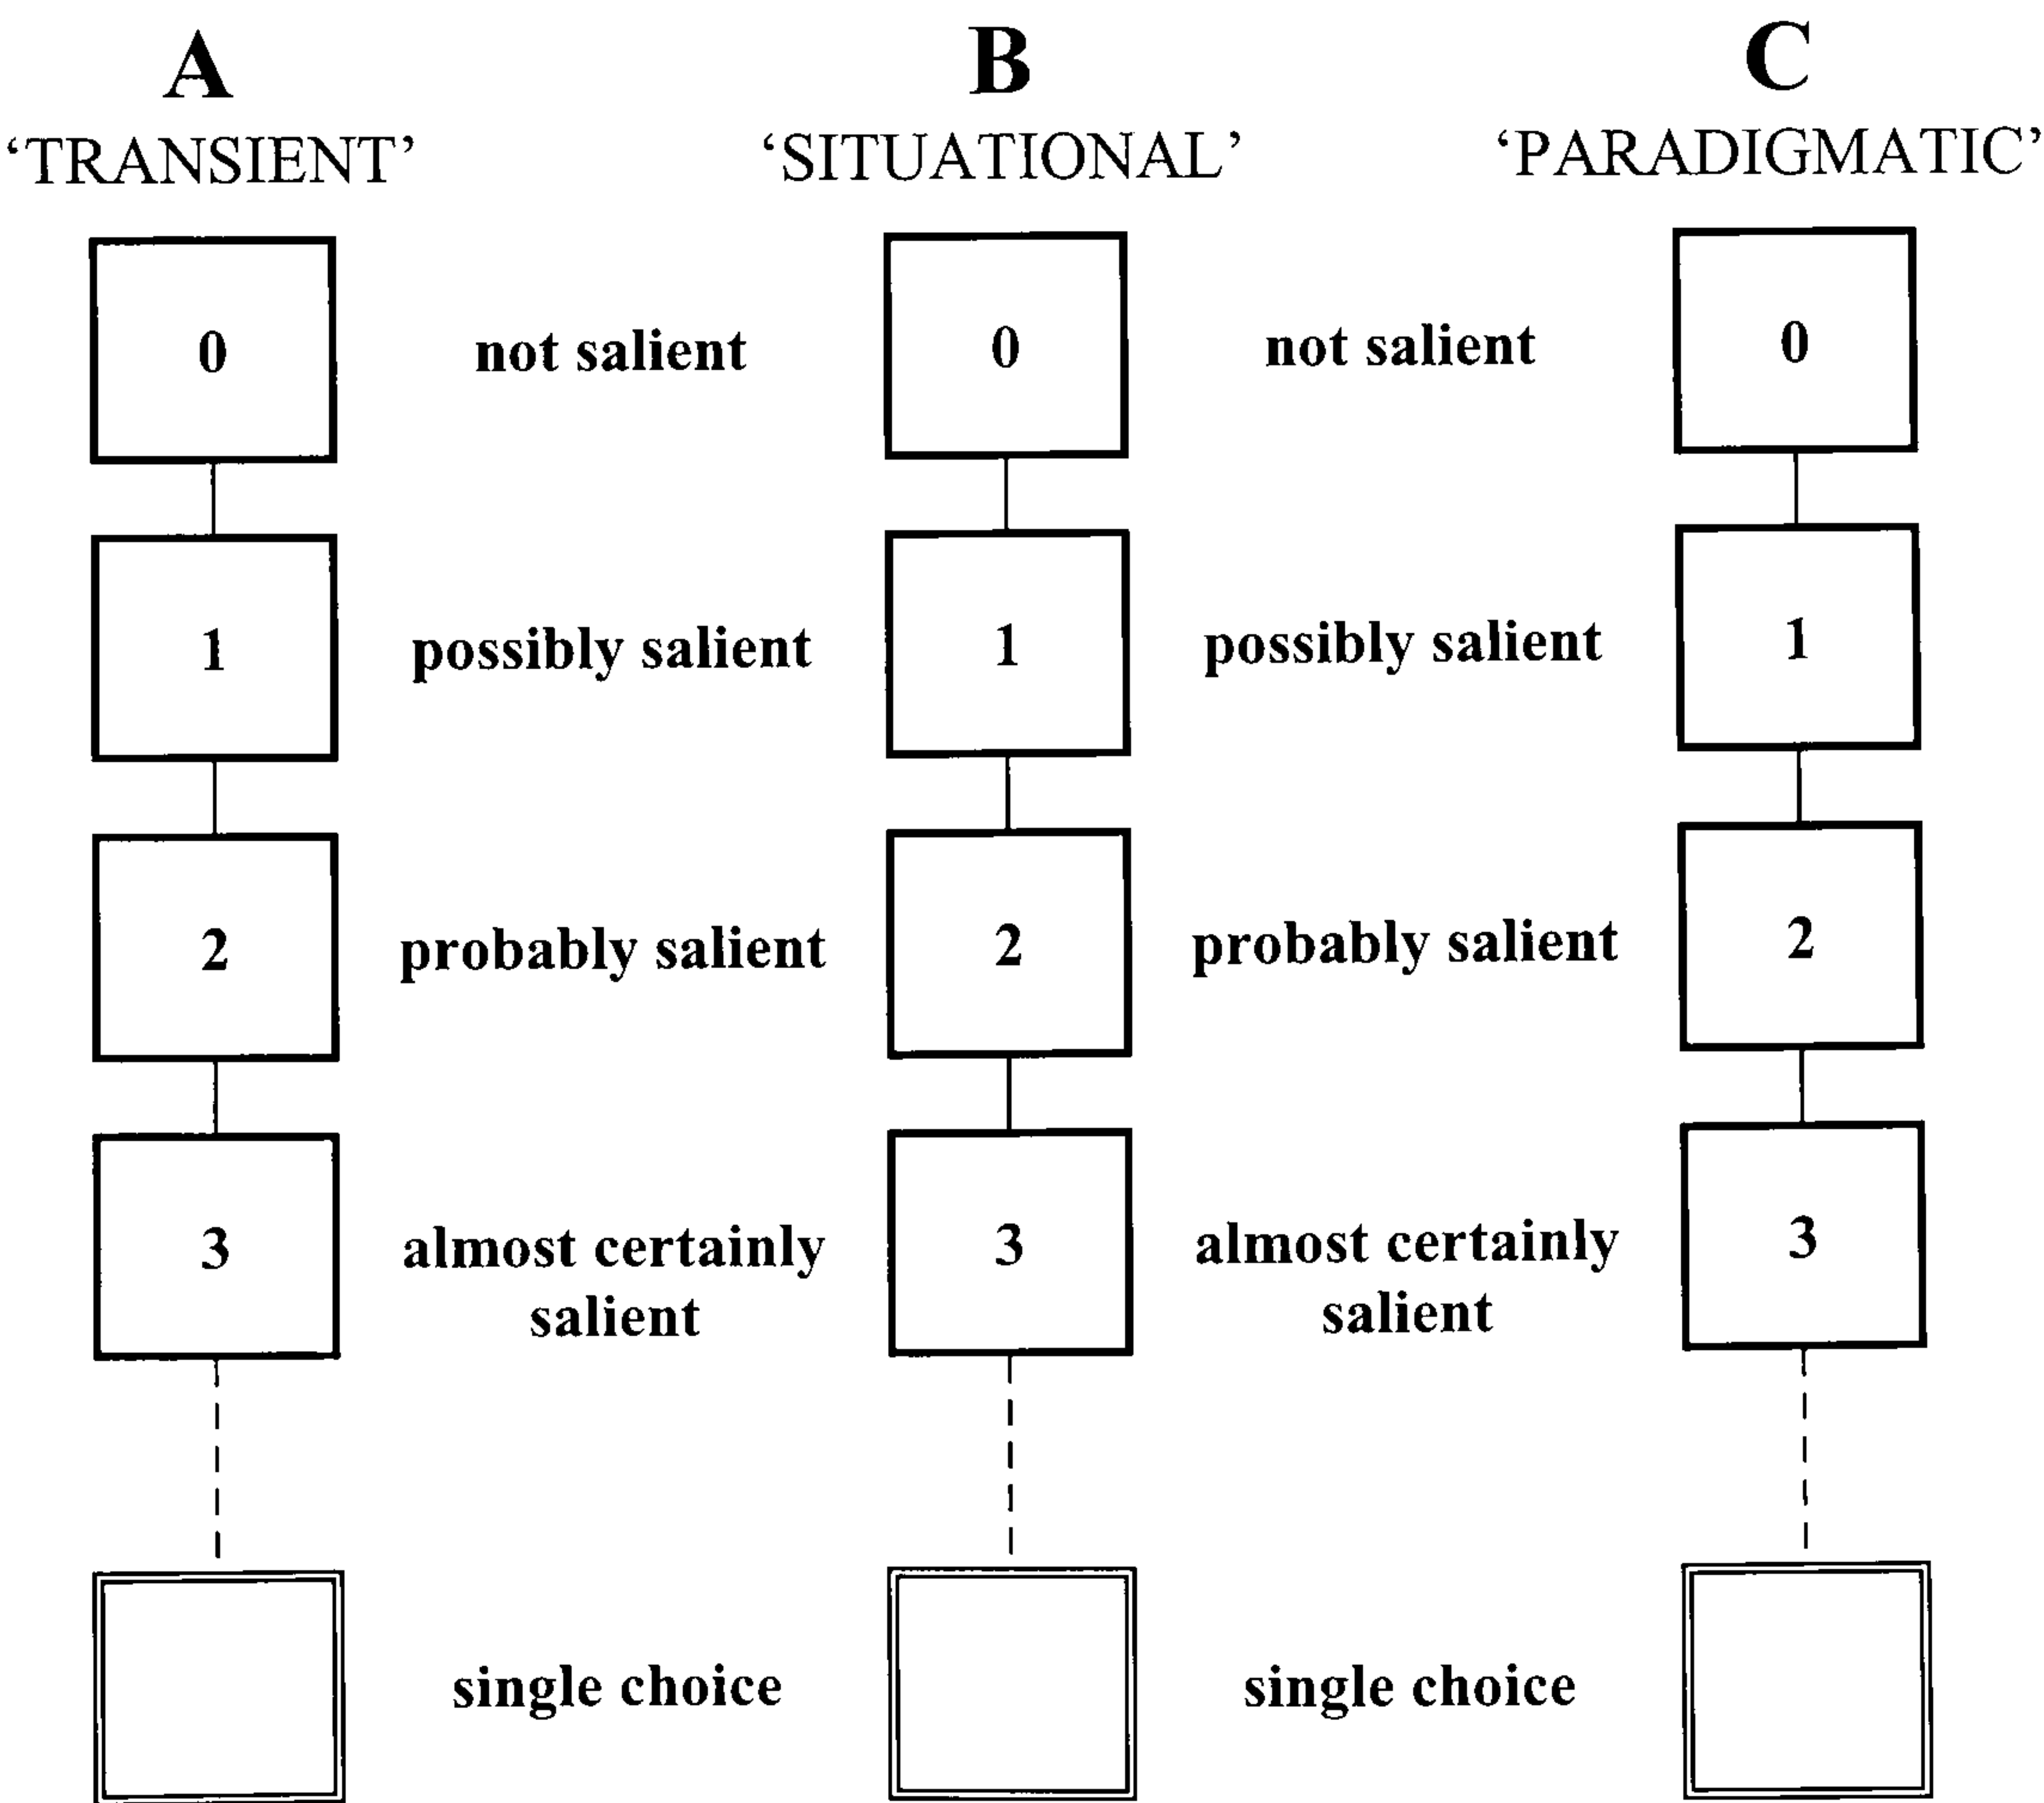 A B C
‘TRANSIENT’ ‘SITUATIONAL’ ‘PARADIGMATIC’
0 not salient 0 not salient 0
1 possibly salient 1 possibly salient 1
2 probably salient 2 probably salient 2
3 almost certainly 3 almost certainly 3
salient salient
single choice single choice